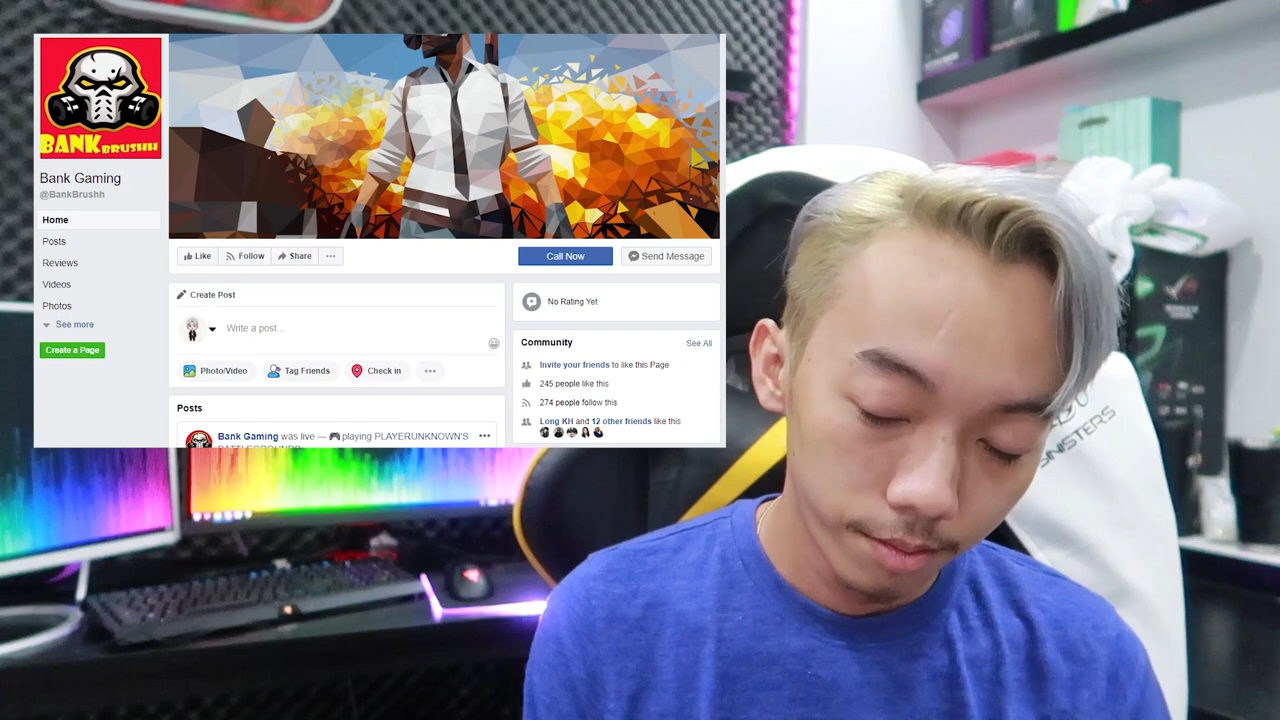 BANK BRUSHH
Bank Gaming
@BankBrushh
Home
Posts
Reviews
Videos
Photos
See more
Create a Page
Like
Follow
Share
Call Now
Send Message
Create Post
Write a post...
Photo/Video
Tag Friends
Check in
Posts
Bank Gaming was live — playing PLAYERUNKNOWN'S
BATTLEGROUNDS
No Rating Yet
Community
See All
Invite your friends to like this Page
245 people like this
274 people follow this
Long KH and 12 other friends like this